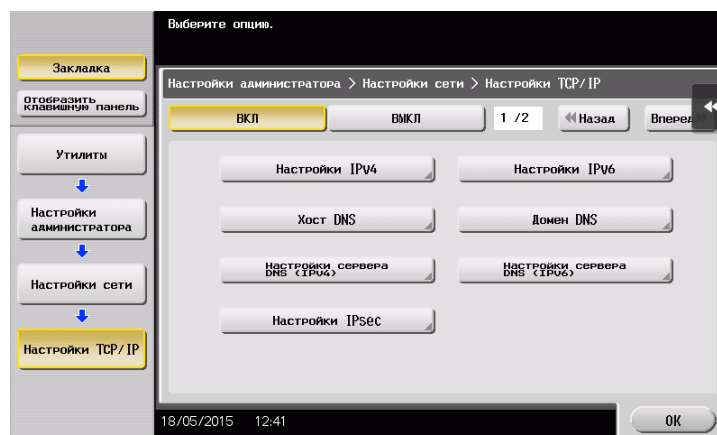 Выберите опцию.
Закладка
Отобразить
клавишную панель
Утилиты
Настройки
администратора
Настройки сети
Настройки TCP/IP
Настройки администратора > Настройки сети > Настройки TCP/IP
ВКЛ
ВЫКЛ
1 /2
Назад
Вперед
Настройки IPv4
Настройки IPv6
Хост DNS
Домен DNS
Настройки сервера
DNS (IPv4)
Настройки сервера
DNS (IPv6)
Настройки IPsec
18/05/2015 12:41
OK